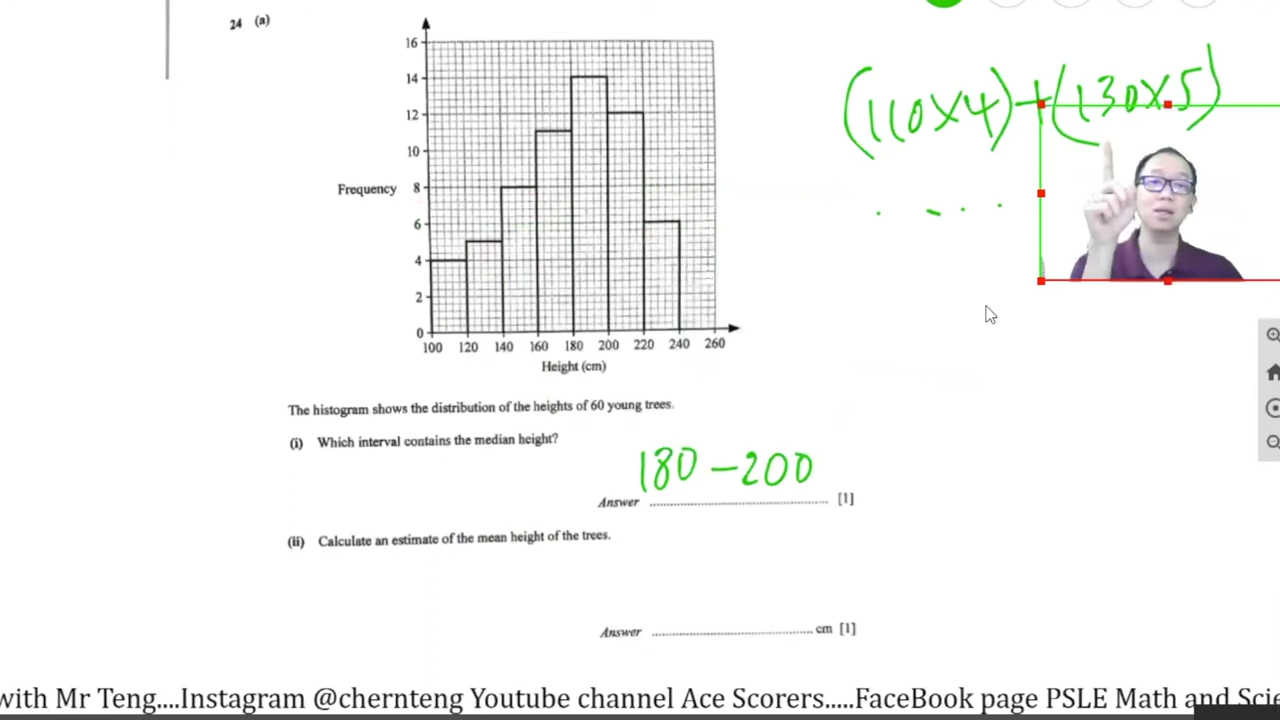 24 (a)
16
14
12
10
Frequency 8
6
4
2
0
100 120 140 160 180 200 220 240 260
Height (cm)
(110×4)+(130×5)
. - . .
The histogram shows the distribution of the heights of 60 young trees.
(i) Which interval contains the median height?
180 – 200
Answer ........................................ [1]
(ii) Calculate an estimate of the mean height of the trees.
Answer ........................................ cm [1]
with Mr Teng....Instagram @chernteng Youtube channel Ace Scorers.....FaceBook page PSLE Math and Scie